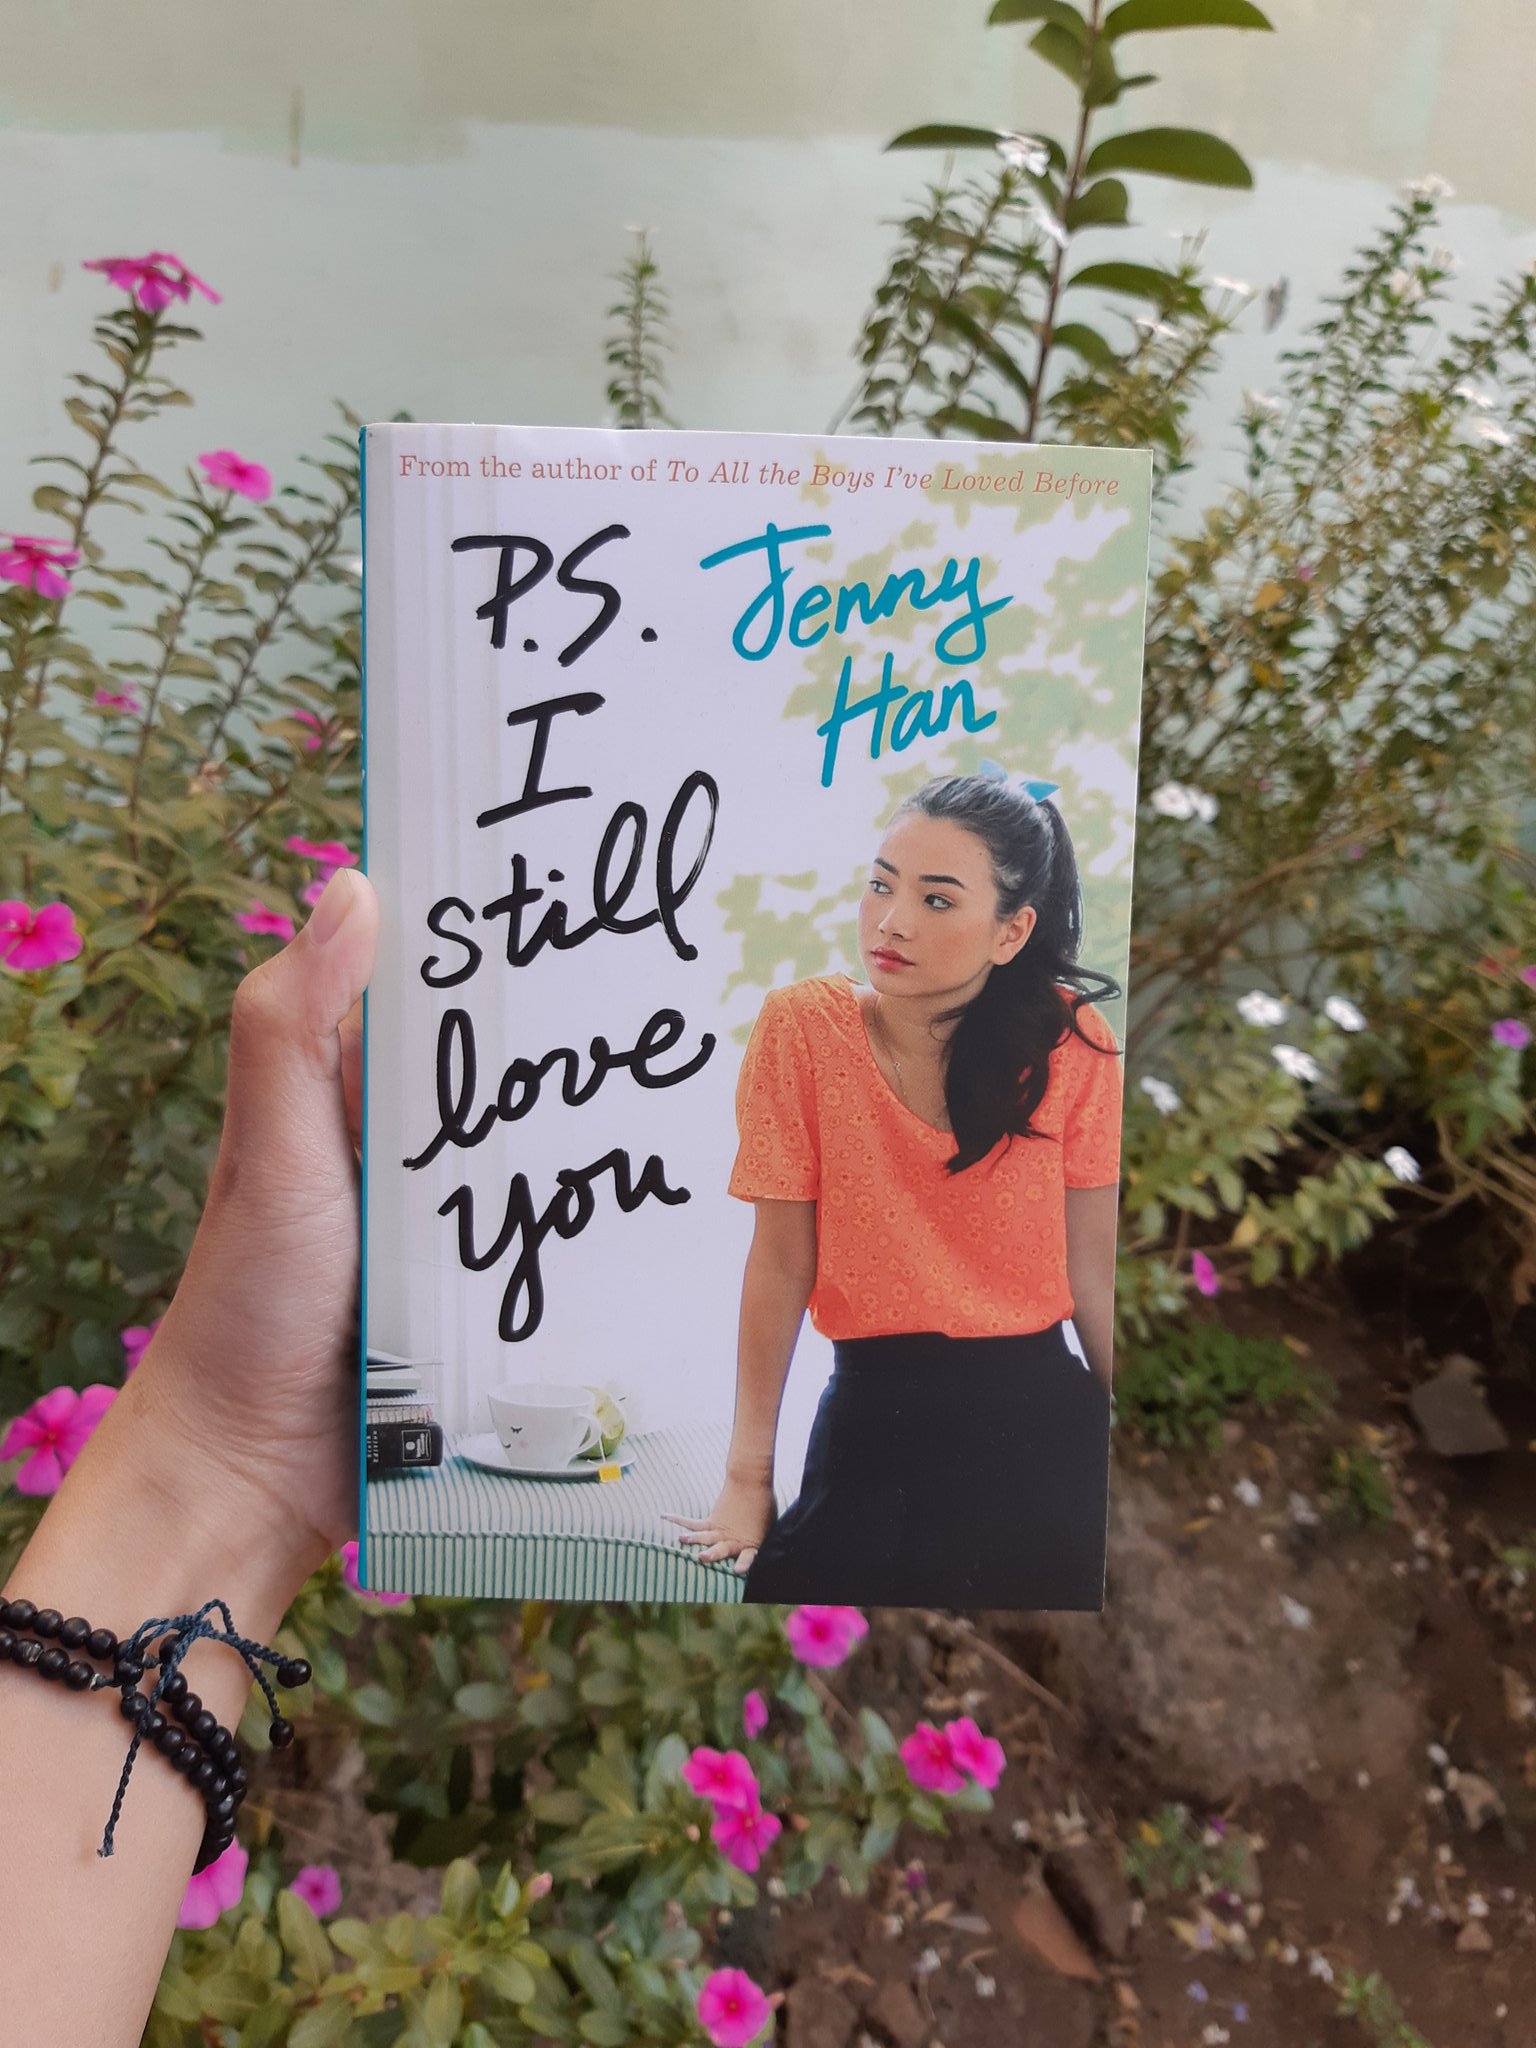 From the author of To All the Boys I've Loved Before
P.S.
I
still
love
you
Jenny
Han